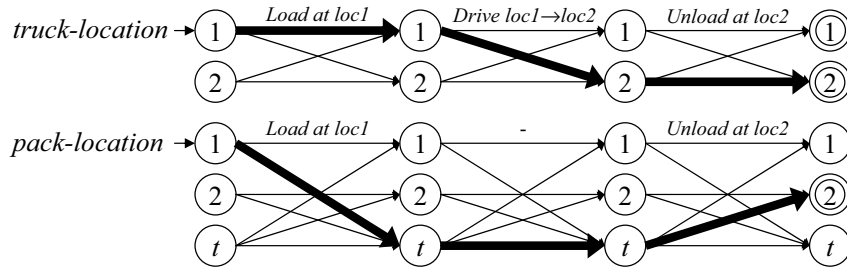 Load at loc1 Drive loc1→loc2 Unload at loc2
truck-location 1 1 1 1
2 2 2 2
Load at loc1 - Unload at loc2
pack-location 1 1 1 1
2 2 2 2
t t t t